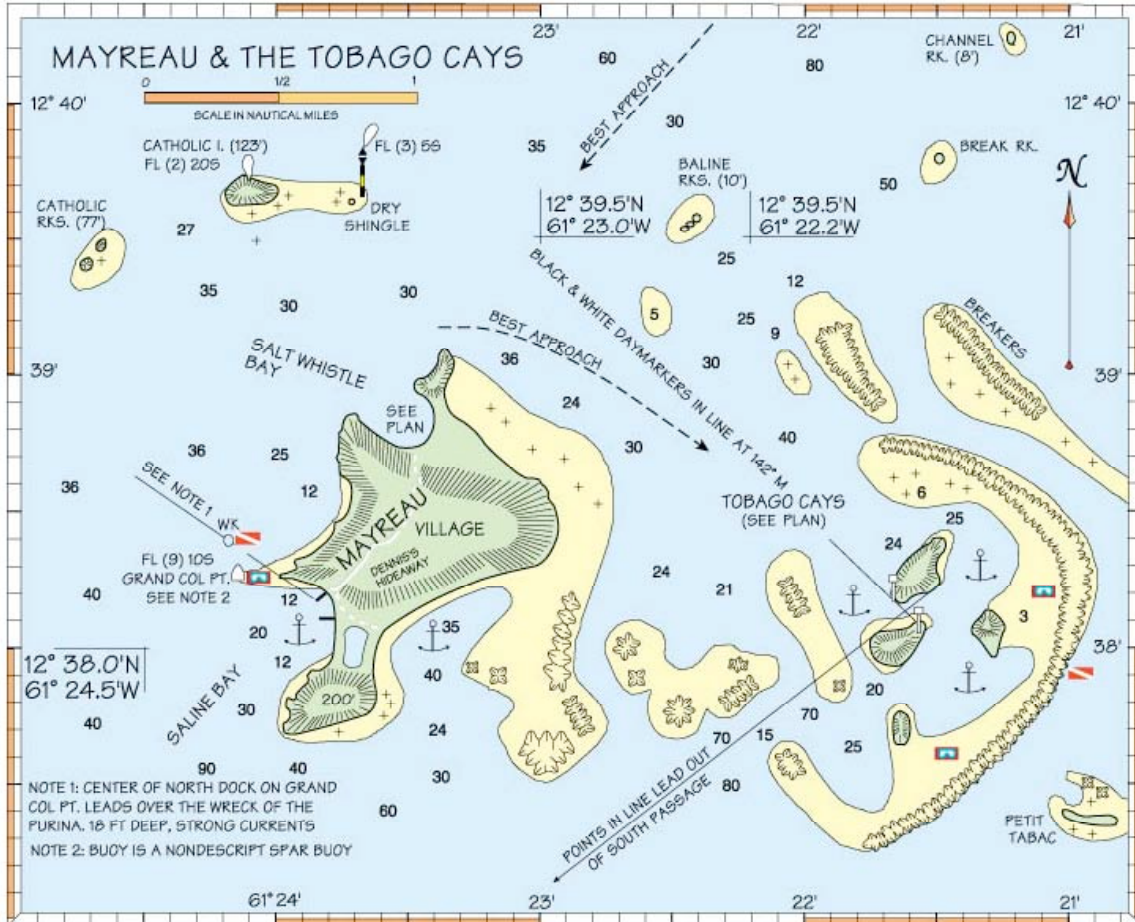 23'
22'
21'
MAYREAU & THE TOBAGO CAYS
0 1/2 1
SCALE IN NAUTICAL MILES
60
80
CHANNEL
RK. (8')
12° 40'
12° 40'
BEST APPROACH
30
35
CATHOLIC I. (123')
FL (2) 20S
FL (3) 5S
BALINE
RKS. (10')
BREAK RK.
50
N
CATHOLIC
RKS. (77')
DRY
SHINGLE
27
12° 39.5'N
61° 23.0'W
12° 39.5'N
61° 22.2'W
25
12
35
30
30
5
25
9
30
BLACK & WHITE DAYMARKERS IN LINE AT 142° M
BREAKERS
BEST APPROACH
SALT WHISTLE
BAY
36
39'
39'
24
SEE
PLAN
30
40
36
25
36
12
SEE NOTE 1
WK
MAYREAU
VILLAGE
DENNIS'S
HIDEAWAY
TOBAGO CAYS
(SEE PLAN)
6
25
24
FL (9) 10S
GRAND COL PT.
SEE NOTE 2
40
12
24
21
3
20
35
38'
12° 38.0'N
61° 24.5'W
12
40
SALINE BAY
30
200'
40
24
20
70
70
15
25
90
40
30
80
60
POINTS IN LINE LEAD OUT
OF SOUTH PASSAGE
NOTE 1: CENTER OF NORTH DOCK ON GRAND
COL PT. LEADS OVER THE WRECK OF THE
PURINA. 18 FT DEEP, STRONG CURRENTS
NOTE 2: BUOY IS A NONDESCRIPT SPAR BUOY
PETIT
TABAC
61° 24'
23'
22'
21'